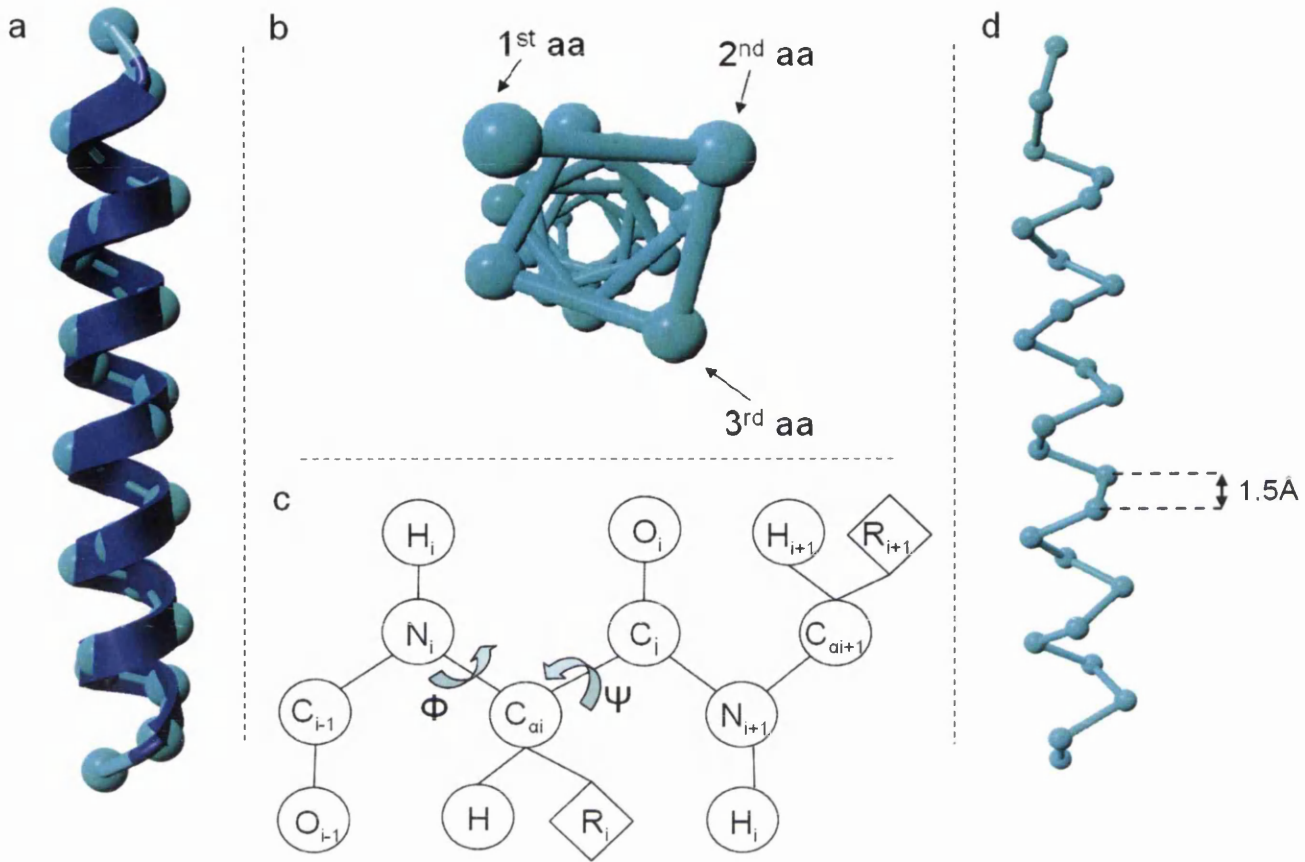 a
b
1st aa
2nd aa
3rd aa
c
Hi
Oi
Hi+1
Ri+1
Ni
Ci
Cαi+1
Φ
Ψ
Ci-1
Cαi
Ni+1
Oi-1
H
Ri
Hi
d
1.5Å